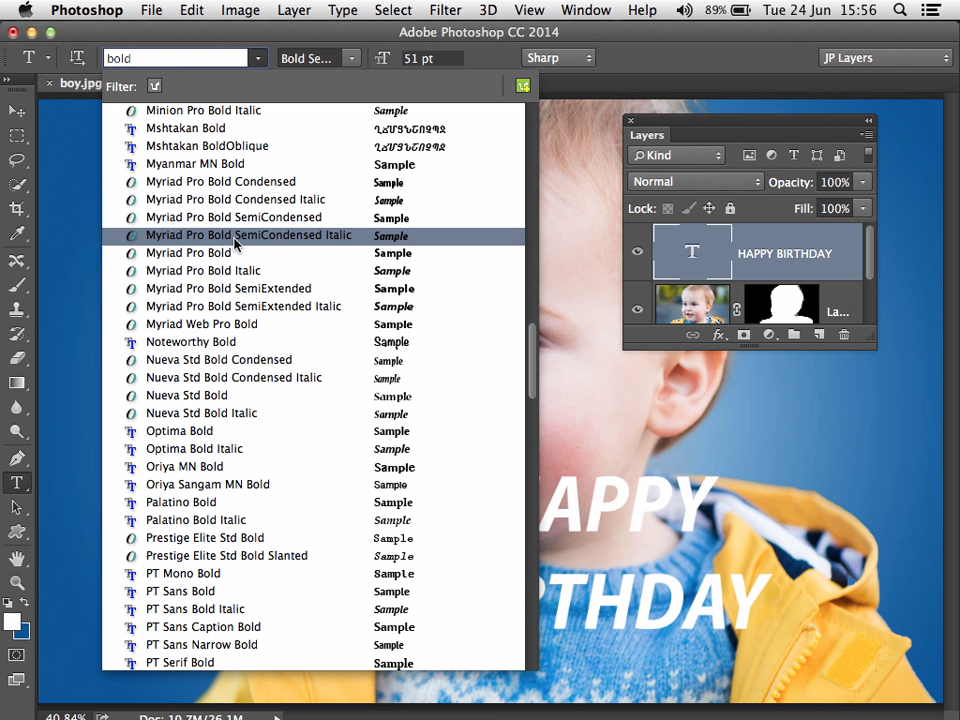 Photoshop File Edit Image Layer Type Select Filter 3D View Window Help 89% Tue 24 Jun 15:56
Adobe Photoshop CC 2014
T bold Bold Se... 51 pt Sharp JP Layers
boy.jpg
Filter:
Minion Pro Bold Italic Sample
Mshtakan Bold
Mshtakan BoldOblique
Myanmar MN Bold Sample
Myriad Pro Bold Condensed Sample
Myriad Pro Bold Condensed Italic Sample
Myriad Pro Bold SemiCondensed Sample
Myriad Pro Bold SemiCondensed Italic Sample
Myriad Pro Bold Sample
Myriad Pro Bold Italic Sample
Myriad Pro Bold SemiExtended Sample
Myriad Pro Bold SemiExtended Italic Sample
Myriad Web Pro Bold Sample
Noteworthy Bold Sample
Nueva Std Bold Condensed Sample
Nueva Std Bold Condensed Italic Sample
Nueva Std Bold Sample
Nueva Std Bold Italic Sample
Optima Bold Sample
Optima Bold Italic Sample
Oriya MN Bold Sample
Oriya Sangam MN Bold Sample
Palatino Bold Sample
Palatino Bold Italic Sample
Prestige Elite Std Bold Sample
Prestige Elite Std Bold Slanted Sample
PT Mono Bold Sample
PT Sans Bold Sample
PT Sans Bold Italic Sample
PT Sans Caption Bold Sample
PT Sans Narrow Bold Sample
PT Serif Bold Sample
Layers
Kind
Normal Opacity: 100%
Lock: Fill: 100%
T HAPPY BIRTHDAY
La...
fx
APPY
THDAY
40.84% Doc: 10.7M/26.1M